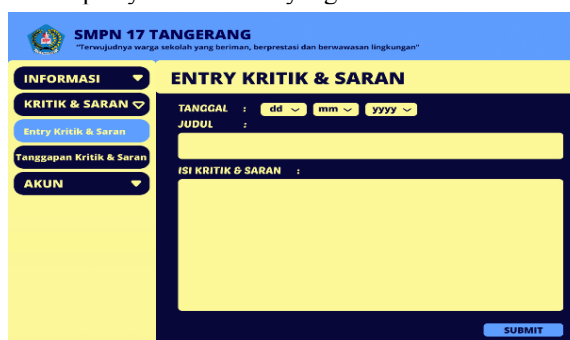 SMPN 17 TANGERANG
"Terwujudnya warga sekolah yang beriman, berprestasi dan berwawasan lingkungan"
INFORMASI
KRITIK & SARAN
Entry Kritik & Saran
Tanggapan Kritik & Saran
AKUN
ENTRY KRITIK & SARAN
TANGGAL : dd mm yyyy
JUDUL :
ISI KRITIK & SARAN :
SUBMIT